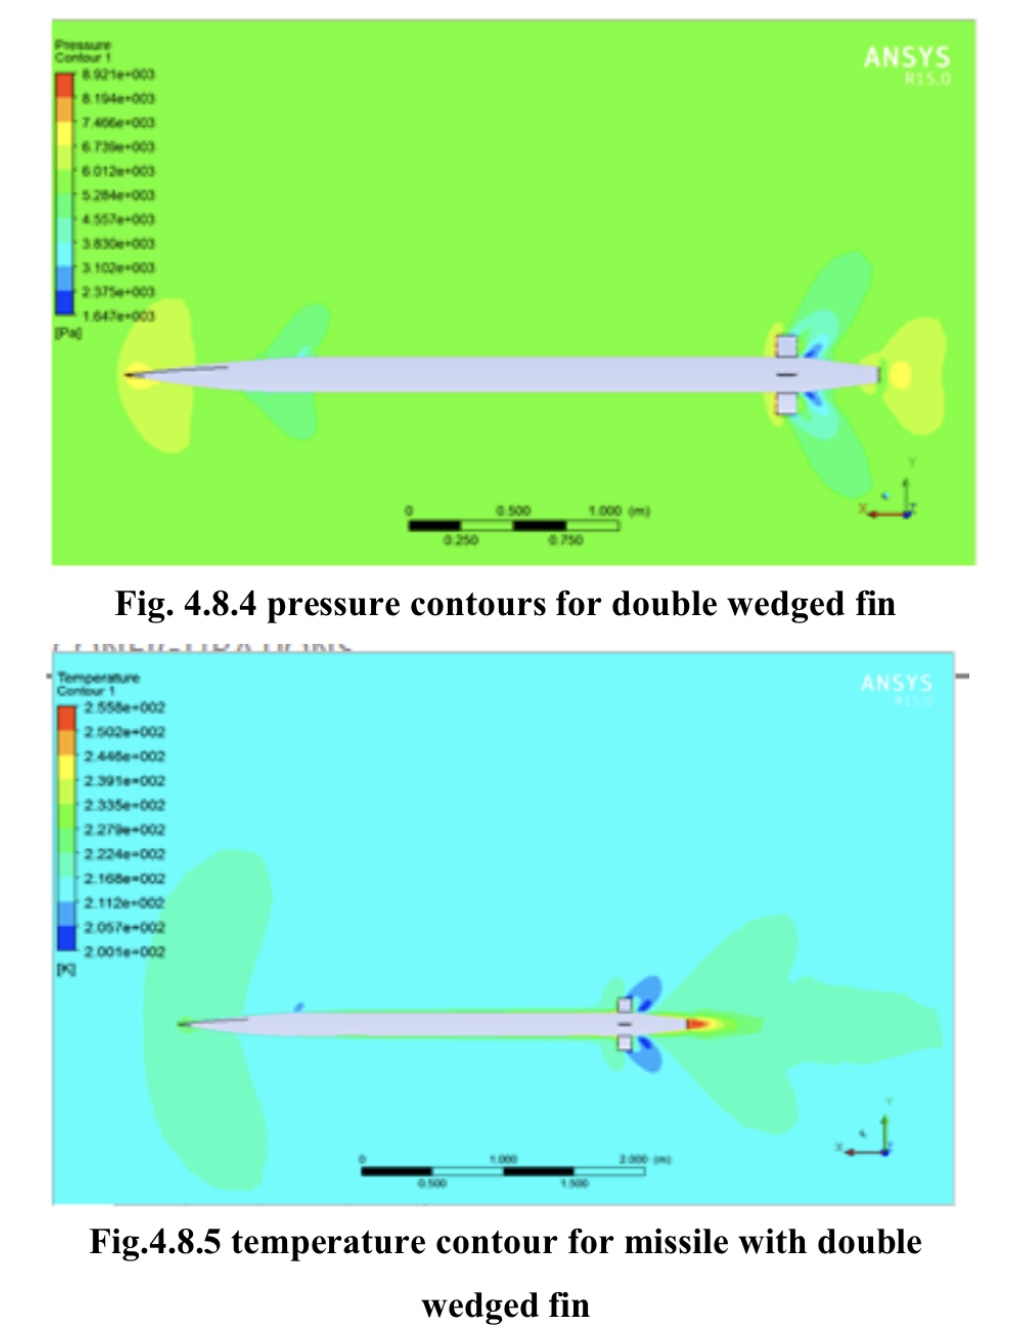 Pressure
Contour 1
ANSYS
R15.0
8.921e+003
8.194e+003
7.466e+003
6.739e+003
6.012e+003
5.284e+003
4.557e+003
3.830e+003
3.102e+003
2.375e+003
1.647e+003
[Pa]
Y
X
Z
0 0.500 1.000 (m)
0.250 0.750
Fig. 4.8.4 pressure contours for double wedged fin
Temperature
Contour 1
ANSYS
R15.0
2.558e+002
2.502e+002
2.446e+002
2.391e+002
2.335e+002
2.279e+002
2.224e+002
2.168e+002
2.112e+002
2.057e+002
2.001e+002
[K]
Y
X
0 1.000 2.000 (m)
0.500 1.500
Fig.4.8.5 temperature contour for missile with double
wedged fin